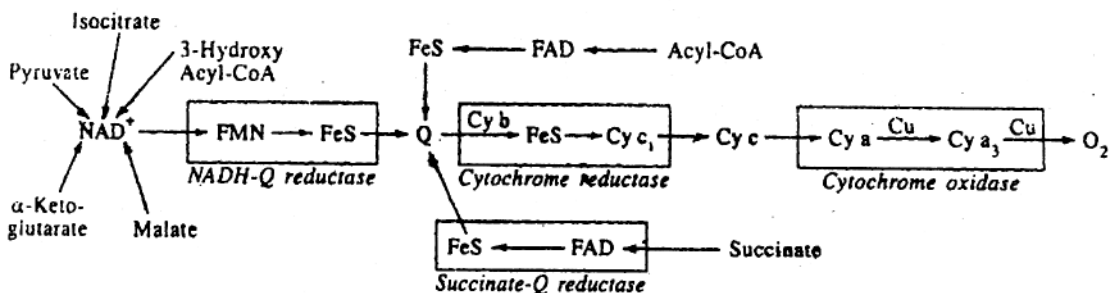 Isocitrate
3-Hydroxy
Acyl-CoA
Pyruvate
FeS FAD Acyl-CoA
NAD+ FMN FeS Q Cy b FeS Cy c₁ Cy c Cy a Cu Cy a₃ Cu O₂
NADH-Q reductase Cytochrome reductase Cytochrome oxidase
α-Keto-
glutarate
Malate
FeS FAD Succinate
Succinate-Q reductase